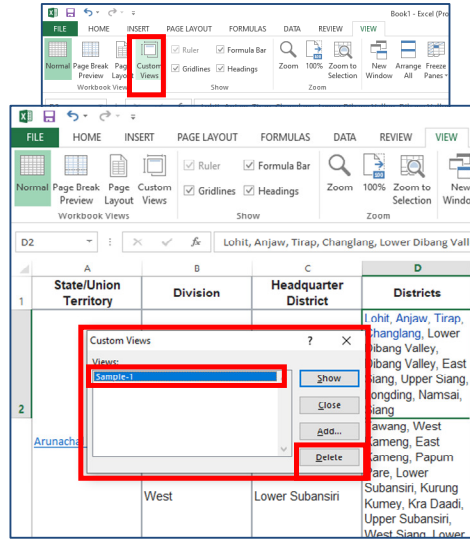 Book1 - Excel (Pro
FILE HOME INSERT PAGE LAYOUT FORMULAS DATA REVIEW VIEW
Normal Page Break Preview Page Layout Custom Views Ruler Formula Bar Gridlines Headings Zoom 100% Zoom to Selection New Window Arrange All Freeze Panes
Workbook Views Show Zoom
FILE HOME INSERT PAGE LAYOUT FORMULAS DATA REVIEW VIEW
Normal Page Break Preview Page Layout Custom Views Ruler Formula Bar Gridlines Headings Zoom 100% Zoom to Selection New Windo
Workbook Views Show Zoom
D2 fx Lohit, Anjaw, Tirap, Changlang, Lower Dibang Vall
A B C D
1 State/Union Territory Division Headquarter District Districts
2
Lohit, Anjaw, Tirap,
Changlang, Lower
Dibang Valley,
Dibang Valley, East
Siang, Upper Siang,
Longding, Namsai,
Siang
Custom Views ? ×
Views:
Sample-1
Show
Close
Add...
Delete
Arunacha
West
Lower Subansiri
Tawang, West
Kameng, East
Kameng, Papum
Pare, Lower
Subansiri, Kurung
Kumey, Kra Daadi,
Upper Subansiri,
West Siang, Lower